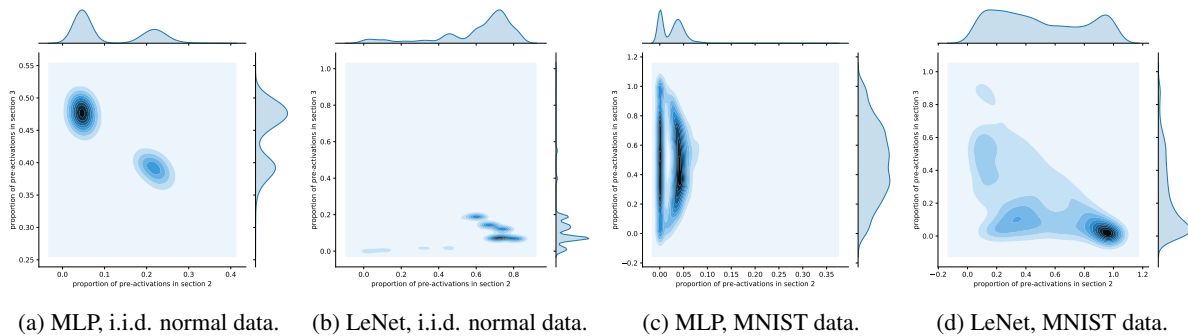 0.55
0.50
0.45
0.40
0.35
0.30
0.25
0.0 0.1 0.2 0.3 0.4
proportion of pre-activations in section 3
proportion of pre-activations in section 2
(a) MLP, i.i.d. normal data.
1.0
0.8
0.6
0.4
0.2
0.0
0.0 0.2 0.4 0.6 0.8
proportion of pre-activations in section 3
proportion of pre-activations in section 2
(b) LeNet, i.i.d. normal data.
1.2
1.0
0.8
0.6
0.4
0.2
0.0
−0.2
0.00 0.05 0.10 0.15 0.20 0.25 0.30 0.35
proportion of pre-activations in section 3
proportion of pre-activations in section 2
(c) MLP, MNIST data.
1.0
0.8
0.6
0.4
0.2
0.0
−0.2 0.0 0.2 0.4 0.6 0.8 1.0 1.2
proportion of pre-activations in section 3
proportion of pre-activations in section 2
(d) LeNet, MNIST data.